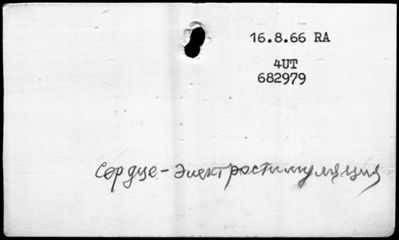 16.8.66 RA
4UT
682979
Сердце-электростимуляция